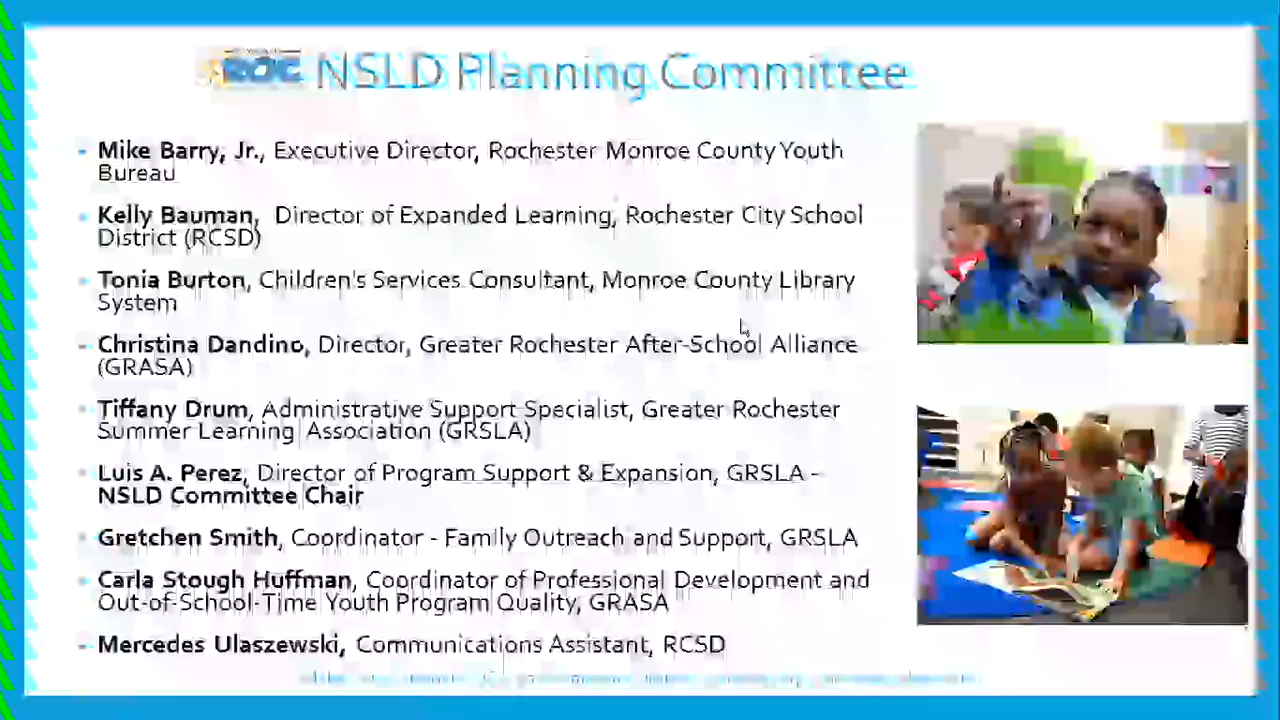 ROC NSLD Planning Committee
- Mike Barry, Jr., Executive Director, Rochester Monroe County Youth
Bureau
- Kelly Bauman, Director of Expanded Learning, Rochester City School
District (RCSD)
- Tonia Burton, Children's Services Consultant, Monroe County Library
System
- Christina Dandino, Director, Greater Rochester After-School Alliance
(GRASA)
- Tiffany Drum, Administrative Support Specialist, Greater Rochester
Summer Learning Association (GRSLA)
- Luis A. Perez, Director of Program Support & Expansion, GRSLA -
NSLD Committee Chair
- Gretchen Smith, Coordinator - Family Outreach and Support, GRSLA
- Carla Stough Huffman, Coordinator of Professional Development and
Out-of-School-Time Youth Program Quality, GRASA
- Mercedes Ulaszewski, Communications Assistant, RCSD